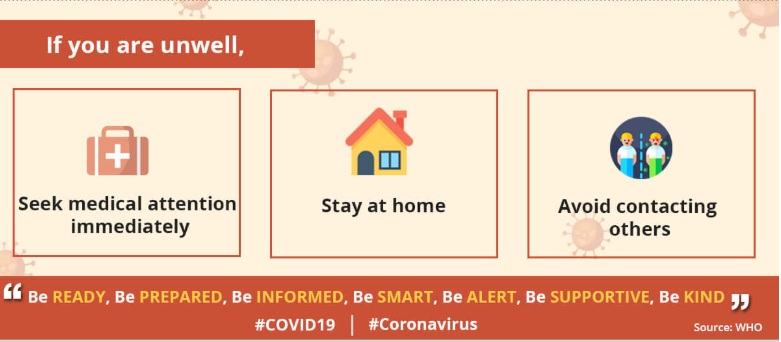 If you are unwell,
Seek medical attention
immediately
Stay at home
Avoid contacting
others
“ Be READY, Be PREPARED, Be INFORMED, Be SMART, Be ALERT, Be SUPPORTIVE, Be KIND ”
#COVID19 | #Coronavirus
Source: WHO